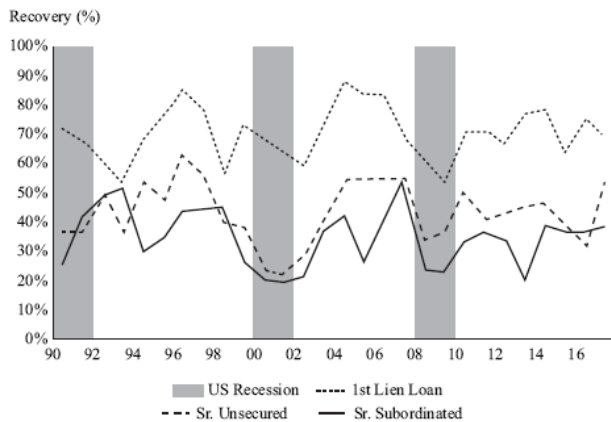 Recovery (%)
100%
90%
80%
70%
60%
50%
40%
30%
20%
10%
0%
90 92 94 96 98 00 02 04 06 08 10 12 14 16
US Recession 1st Lien Loan
Sr. Unsecured Sr. Subordinated